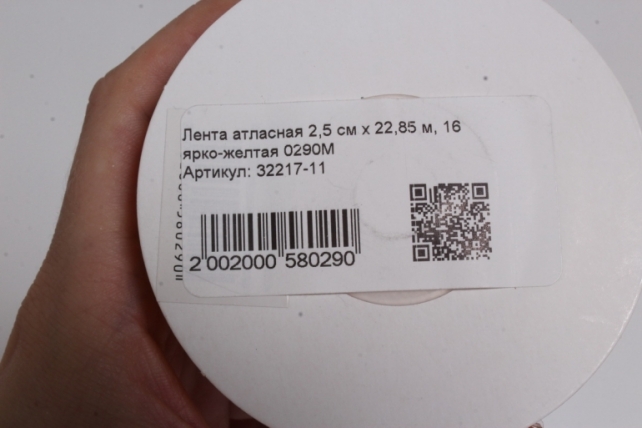 Лента атласная 2,5 см х 22,85 м, 16
ярко-желтая 0290М
Артикул: 32217-11
2 002000 580290